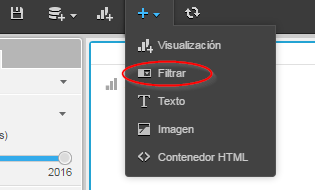 Visualización
Filtrar
Texto
Imagen
Contenedor HTML
s)
2016